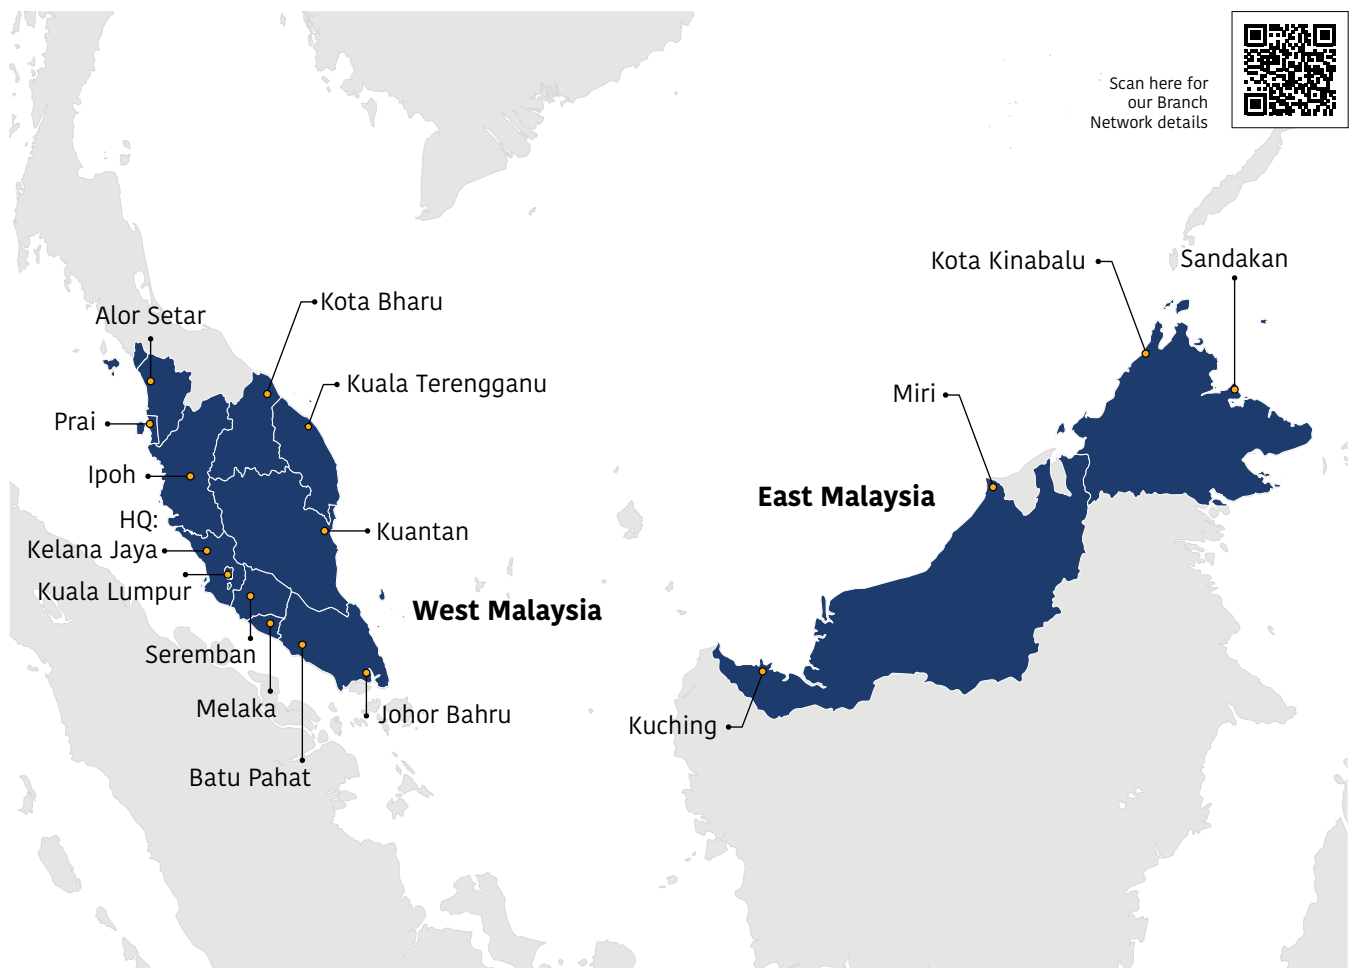 Scan here for
our Branch
Network details
Kota Kinabalu
Sandakan
Alor Setar
Kota Bharu
Kuala Terengganu
Miri
Prai
Ipoh
East Malaysia
HQ:
Kelana Jaya
Kuantan
Kuala Lumpur
West Malaysia
Seremban
Melaka
Johor Bahru
Kuching
Batu Pahat